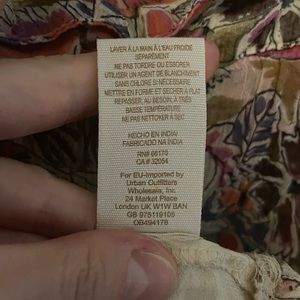 LAVER À LA MAIN À L'EAU FROIDE
SÉPARÉMENT
NE PAS TORDRE OU ESSORER
UTILISER UN AGENT DE BLANCHIMENT
SANS CHLORE SI NÉCESSAIRE
METTRE EN FORME ET SÉCHER À PLAT
REPASSER, AU BESOIN, À TRÈS
BASSE TEMPÉRATURE
NE PAS NETTOYER À SEC
HECHO EN INDIA/
FABRICADO NA INDIA
RN# 66170
CA# 32054
For EU-Imported by
Urban Outfitters
Wholesale, Inc.
24 Market Place
London UK W1W 8AN
GB 975119105
OB494178